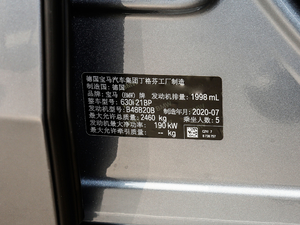 德国宝马汽车集团丁格芬工厂制造
制造国: 德国
品牌: 宝马 (BMW) 牌 发动机排量: 1998 mL
整车型号: 630i 21BP
发动机型号: B48B20B 制造年月: 2020-07
最大允许总质量: 2460 kg 乘坐人数: 5
发动机最大净功率: 190 kW
最大允许牵引质量: -- kg